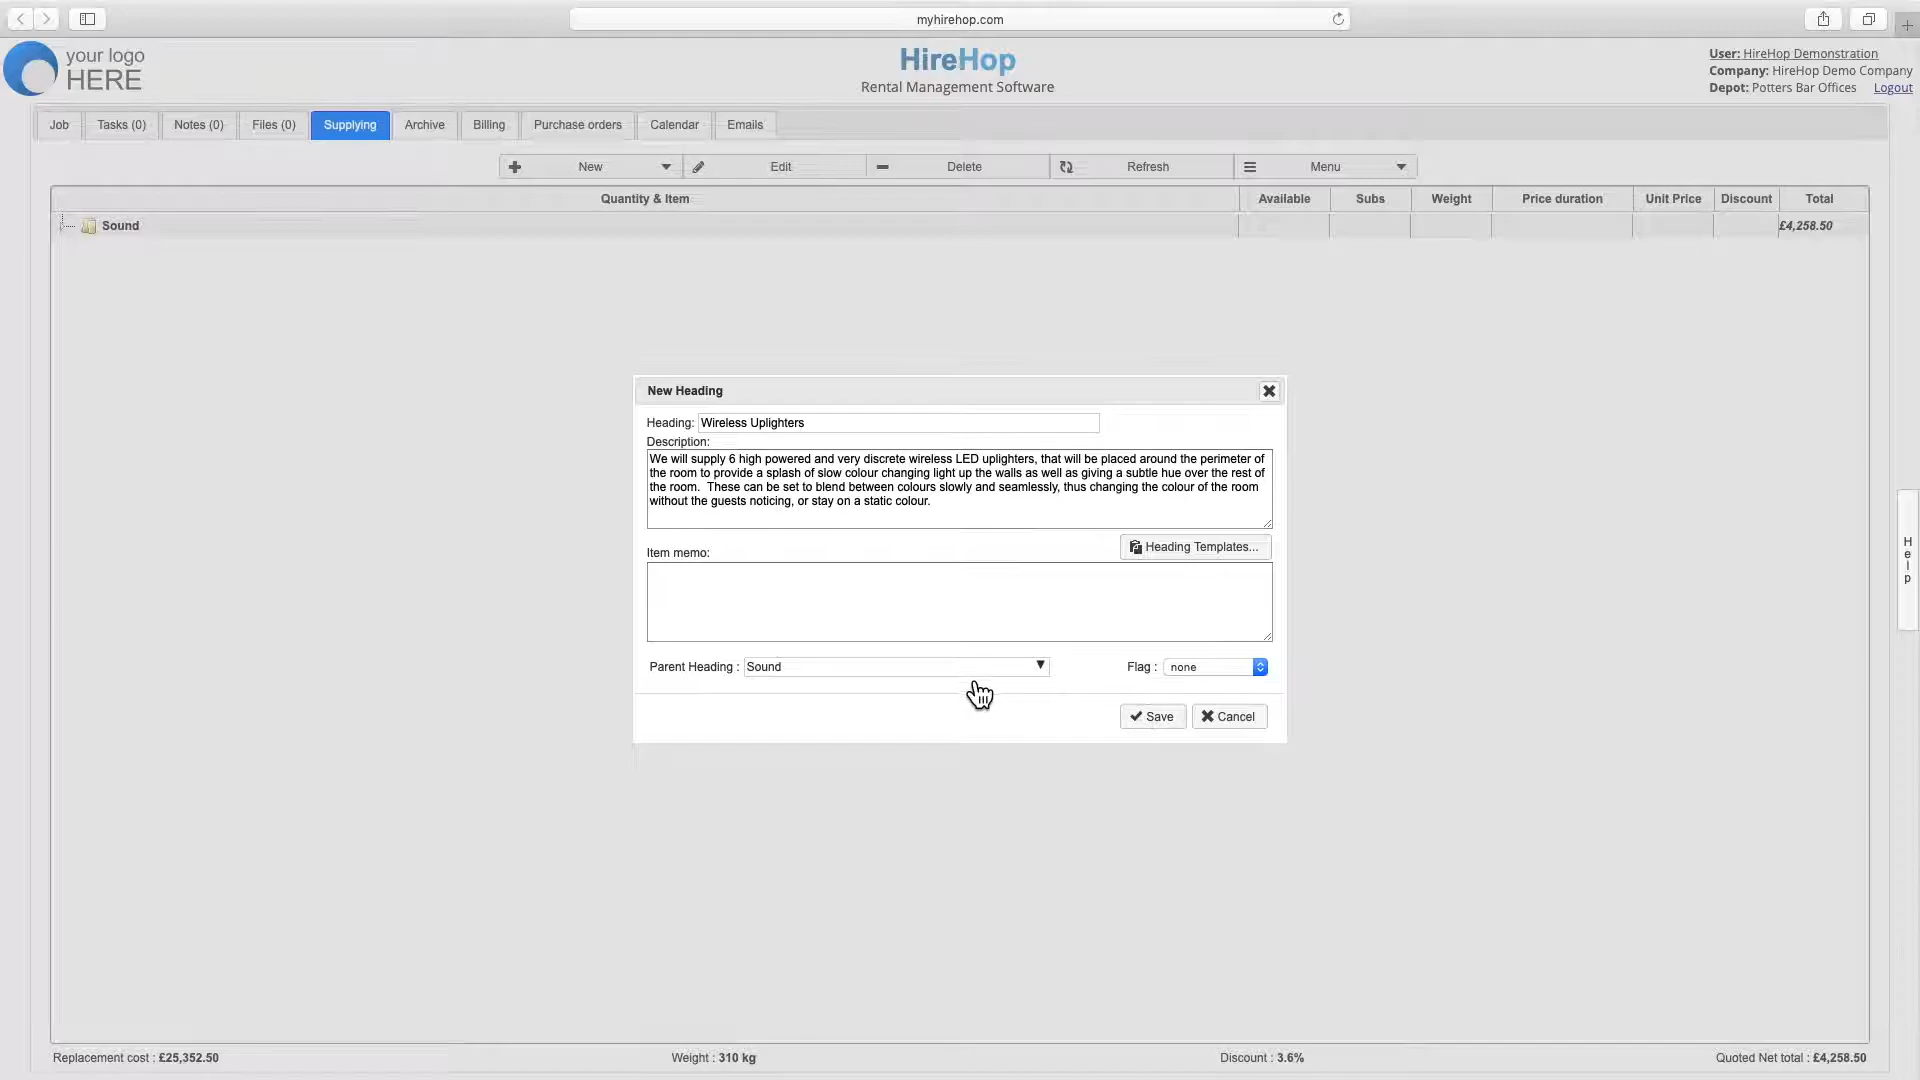 myhirehop.com
your logo
HERE
HireHop
Rental Management Software
User: HireHop Demonstration
Company: HireHop Demo Company
Depot: Potters Bar Offices Logout
Job Tasks (0) Notes (0) Files (0) Supplying Archive Billing Purchase orders Calendar Emails
New Edit Delete Refresh Menu
Quantity & Item Available Subs Weight Price duration Unit Price Discount Total
Sound £4,258.50
New Heading
Heading: Wireless Uplighters
Description:
We will supply 6 high powered and very discrete wireless LED uplighters, that will be placed around the perimeter of
the room to provide a splash of slow colour changing light up the walls as well as giving a subtle hue over the rest of
the room.  These can be set to blend between colours slowly and seamlessly, thus changing the colour of the room
without the guests noticing, or stay on a static colour.
Item memo: Heading Templates...
Parent Heading : Sound Flag : none
Save Cancel
Help
Replacement cost : £25,352.50 Weight : 310 kg Discount : 3.6% Quoted Net total : £4,258.50